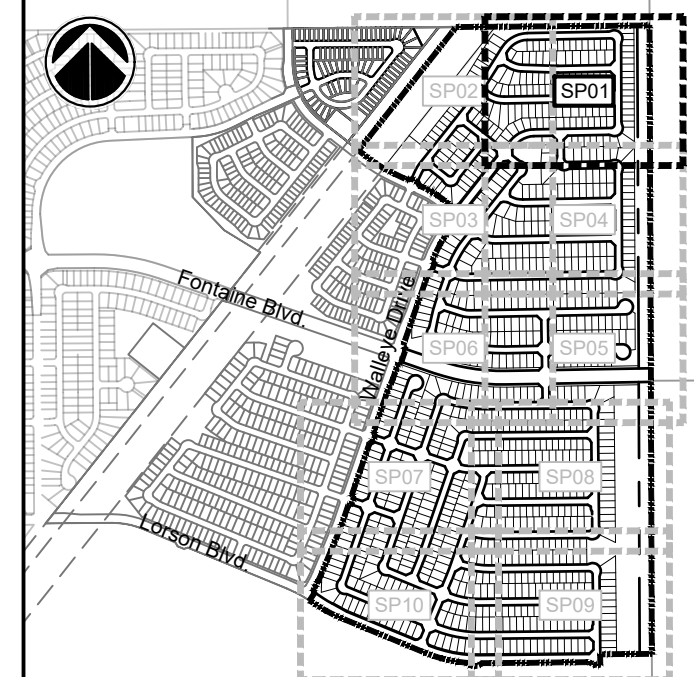 SP02
SP01
SP03
SP04
Fontaine Blvd.
Walleye Drive
SP06
SP05
SP07
SP08
Lorson Blvd.
SP10
SP09